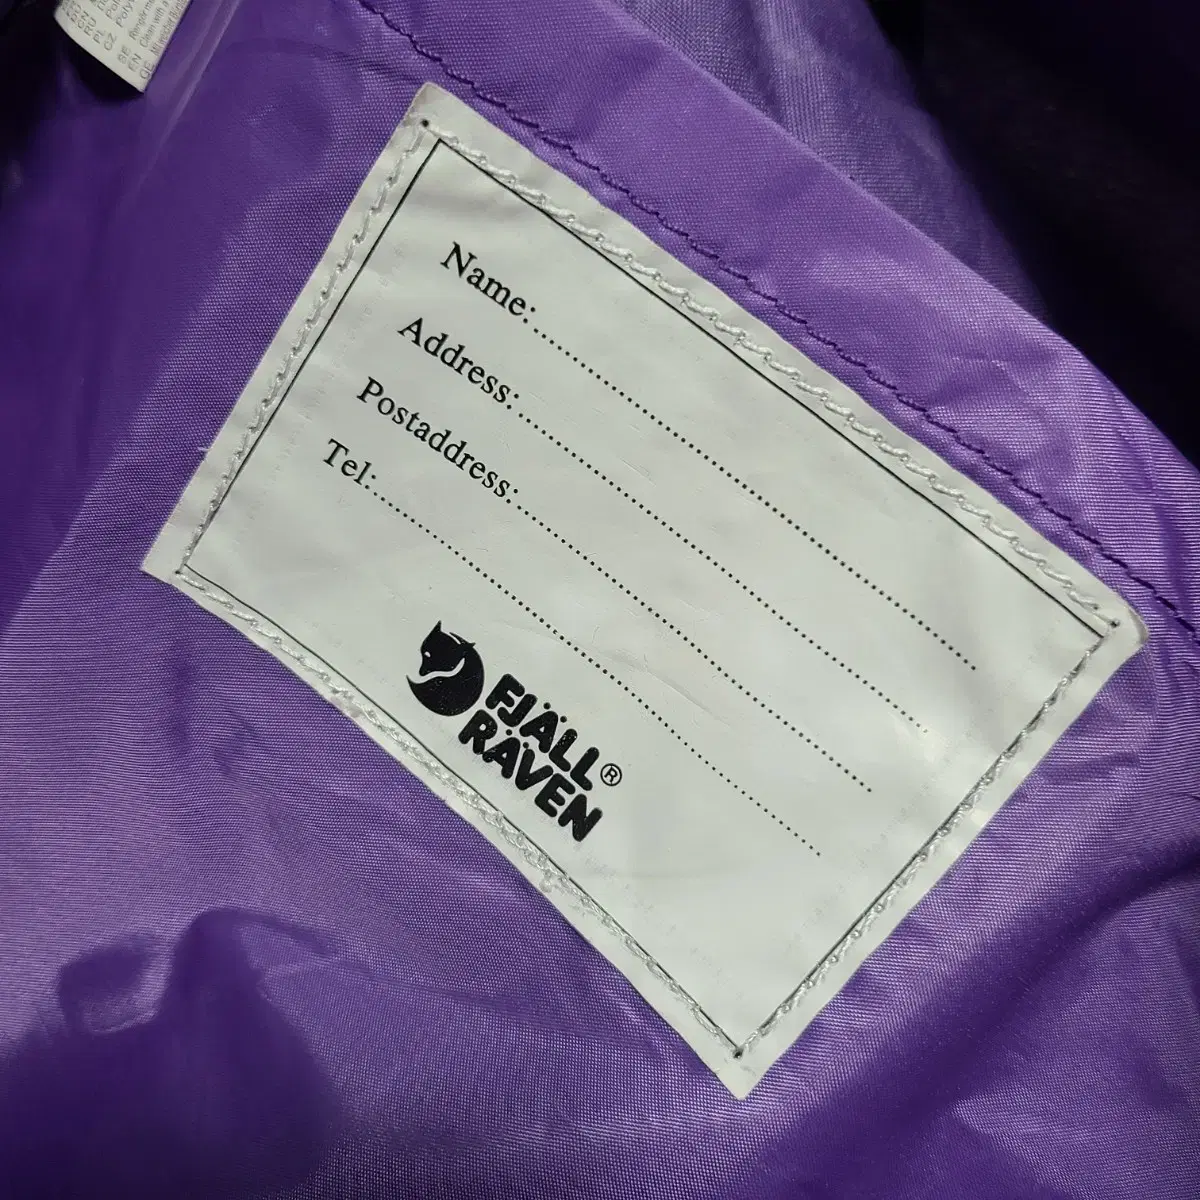 Name:
Address:
Postaddress:
Tel:
FJÄLL®
RÄVEN